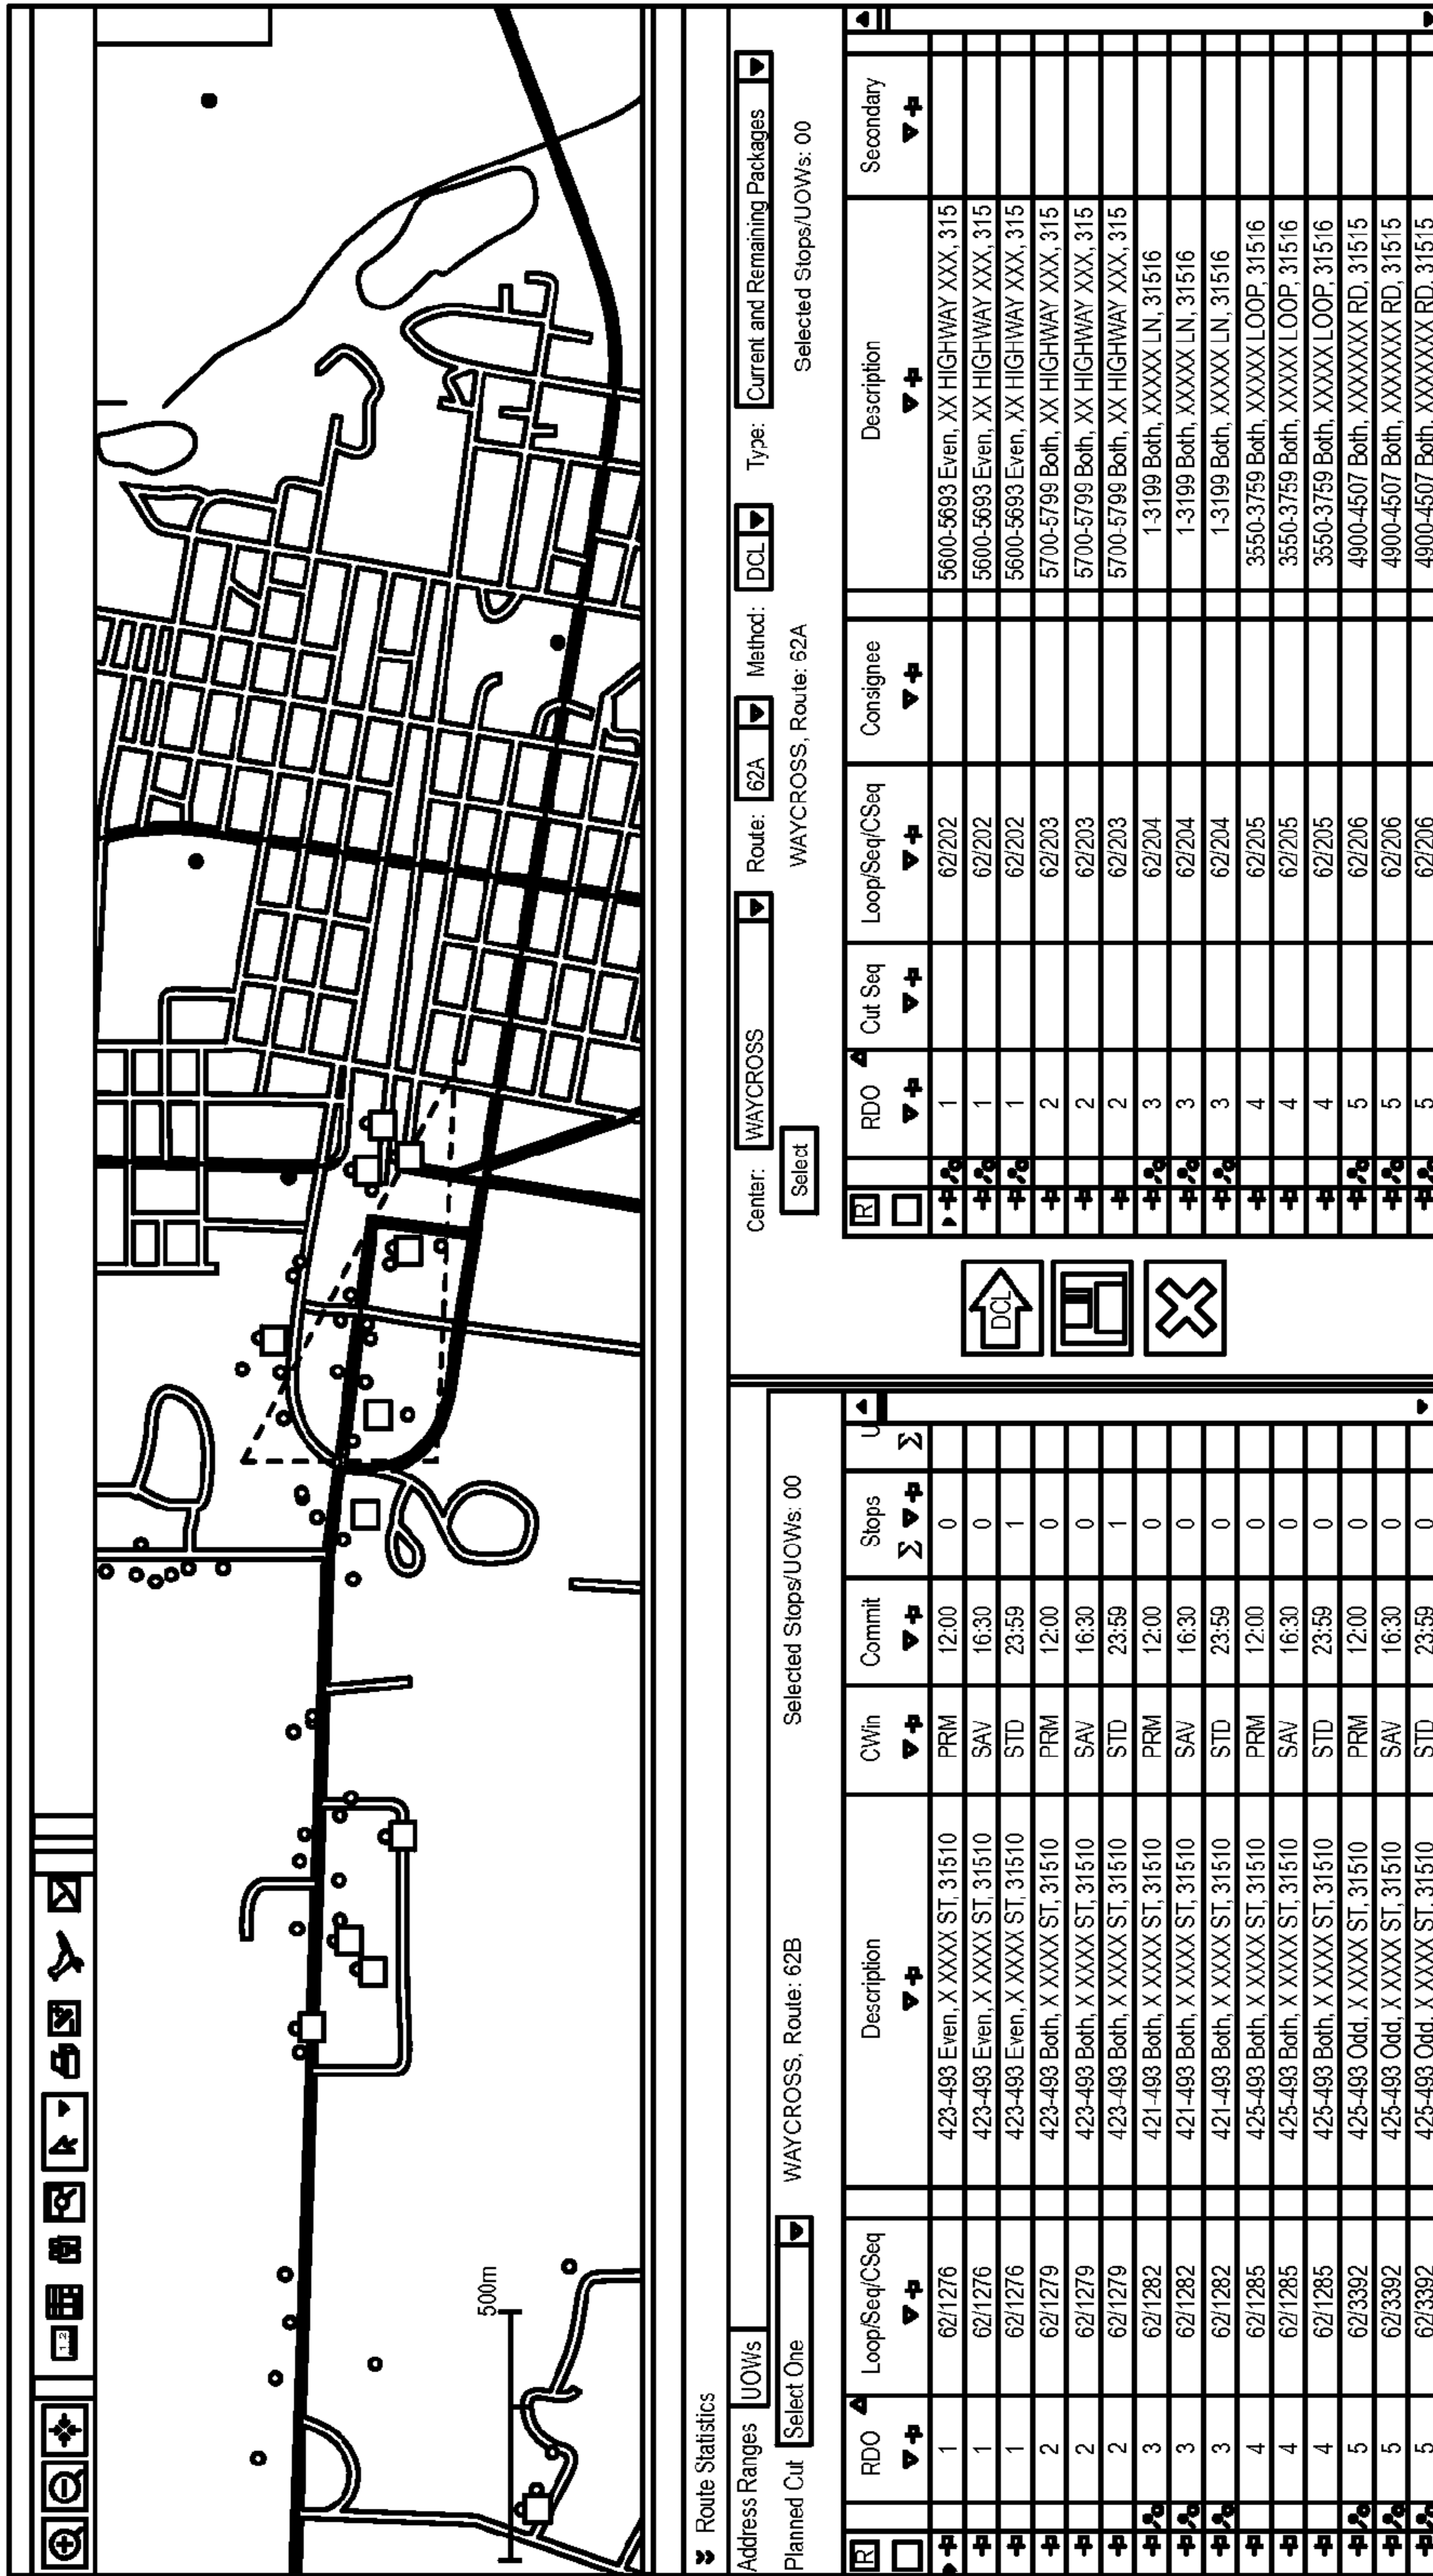 1.2
500m
Route Statistics
Address Ranges UOWs
Planned Cut Select One WAYCROSS, Route: 62B Selected Stops/UOWs: 00
R RDO Loop/Seq/CSeq Description CWin Commit Stops U
Σ Σ
1 62/1276 423-493 Even, X XXXX ST, 31510 PRM 12:00 0
1 62/1276 423-493 Even, X XXXX ST, 31510 SAV 16:30 0
1 62/1276 423-493 Even, X XXXX ST, 31510 STD 23:59 1
2 62/1279 423-493 Both, X XXXX ST, 31510 PRM 12:00 0
2 62/1279 423-493 Both, X XXXX ST, 31510 SAV 16:30 0
2 62/1279 423-493 Both, X XXXX ST, 31510 STD 23:59 1
3 62/1282 421-493 Both, X XXXX ST, 31510 PRM 12:00 0
3 62/1282 421-493 Both, X XXXX ST, 31510 SAV 16:30 0
3 62/1282 421-493 Both, X XXXX ST, 31510 STD 23:59 0
4 62/1285 425-493 Both, X XXXX ST, 31510 PRM 12:00 0
4 62/1285 425-493 Both, X XXXX ST, 31510 SAV 16:30 0
4 62/1285 425-493 Both, X XXXX ST, 31510 STD 23:59 0
5 62/3392 425-493 Odd, X XXXX ST, 31510 PRM 12:00 0
5 62/3392 425-493 Odd, X XXXX ST, 31510 SAV 16:30 0
5 62/3392 425-493 Odd, X XXXX ST, 31510 STD 23:59 0
DCL
Center: WAYCROSS Route: 62A Method: DCL Type: Current and Remaining Packages
Select WAYCROSS, Route: 62A Selected Stops/UOWs: 00
R RDO Cut Seq Loop/Seq/CSeq Consignee Description Secondary
1 62/202 5600-5693 Even, XX HIGHWAY XXX, 315
1 62/202 5600-5693 Even, XX HIGHWAY XXX, 315
1 62/202 5600-5693 Even, XX HIGHWAY XXX, 315
2 62/203 5700-5799 Both, XX HIGHWAY XXX, 315
2 62/203 5700-5799 Both, XX HIGHWAY XXX, 315
2 62/203 5700-5799 Both, XX HIGHWAY XXX, 315
3 62/204 1-3199 Both, XXXXX LN, 31516
3 62/204 1-3199 Both, XXXXX LN, 31516
3 62/204 1-3199 Both, XXXXX LN, 31516
4 62/205 3550-3759 Both, XXXXX LOOP, 31516
4 62/205 3550-3759 Both, XXXXX LOOP, 31516
4 62/205 3550-3759 Both, XXXXX LOOP, 31516
5 62/206 4900-4507 Both, XXXXXXX RD, 31515
5 62/206 4900-4507 Both, XXXXXXX RD, 31515
5 62/206 4900-4507 Both, XXXXXXX RD, 31515